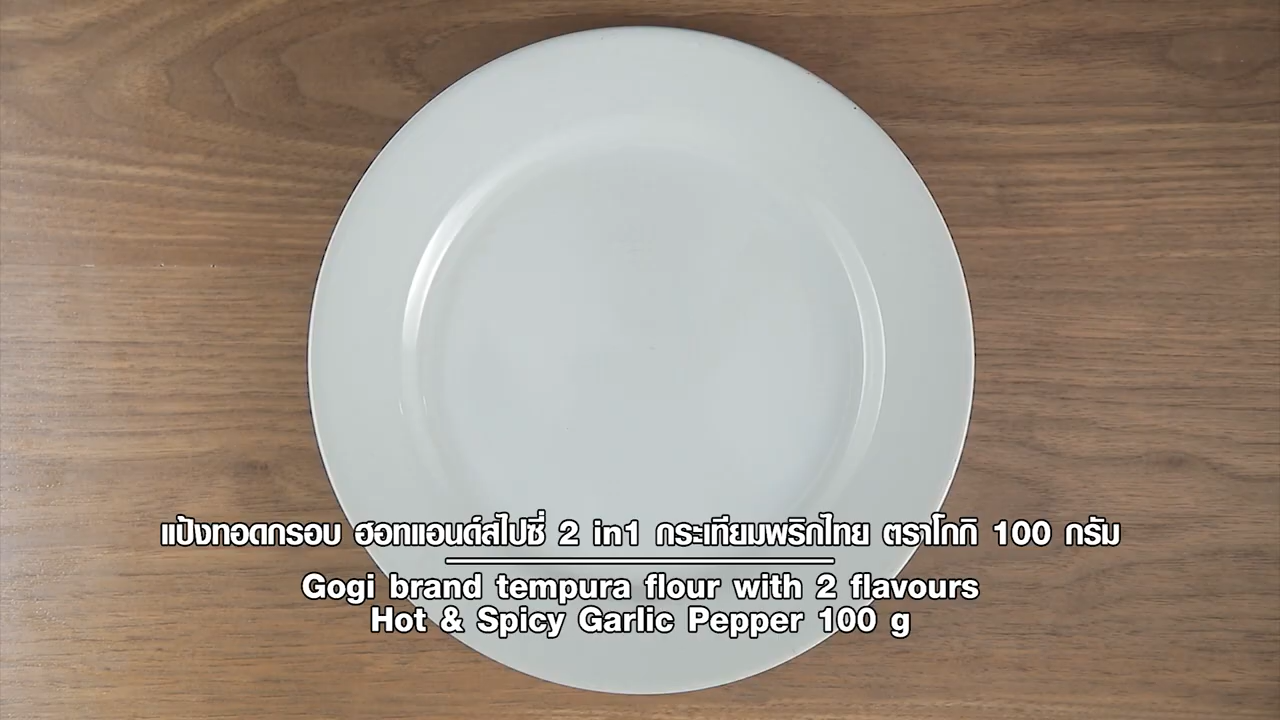 แป้งทอดกรอบ ฮอทแอนด์สไปซี่ 2 in1 กระเทียมพริกไทย ตราโกกิ 100 กรัม
Gogi brand tempura flour with 2 flavours
Hot & Spicy Garlic Pepper 100 g